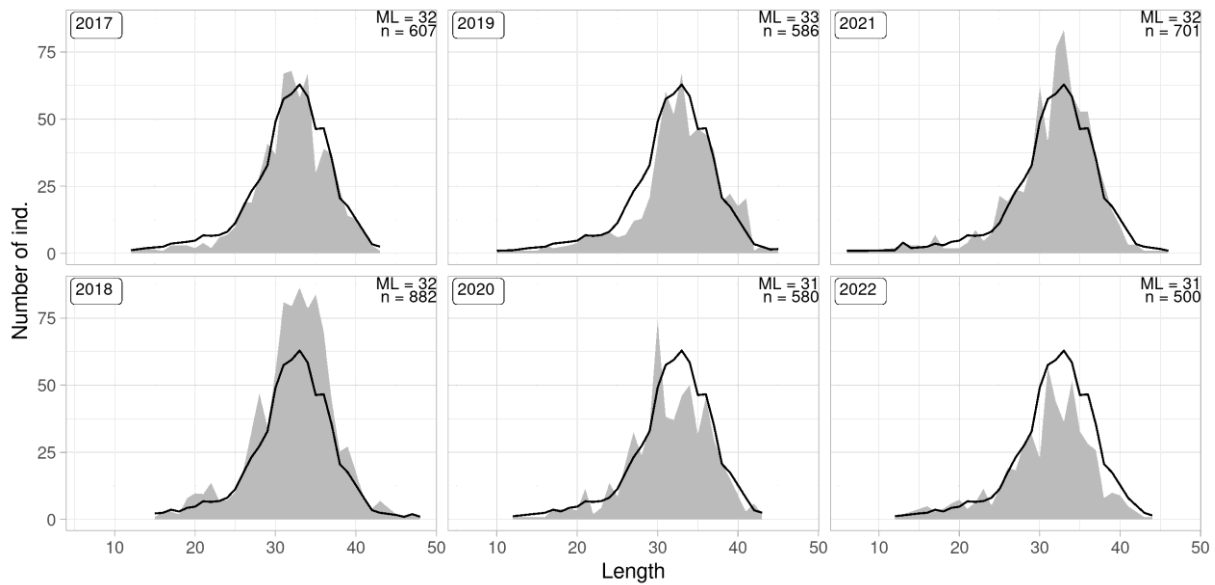 2017
ML = 32
n = 607
2019
ML = 33
n = 586
2021
ML = 32
n = 701
75
50
25
0
2018
ML = 32
n = 882
2020
ML = 31
n = 580
2022
ML = 31
n = 500
75
50
25
0
Number of ind.
10 20 30 40 50
10 20 30 40 50
10 20 30 40 50
Length